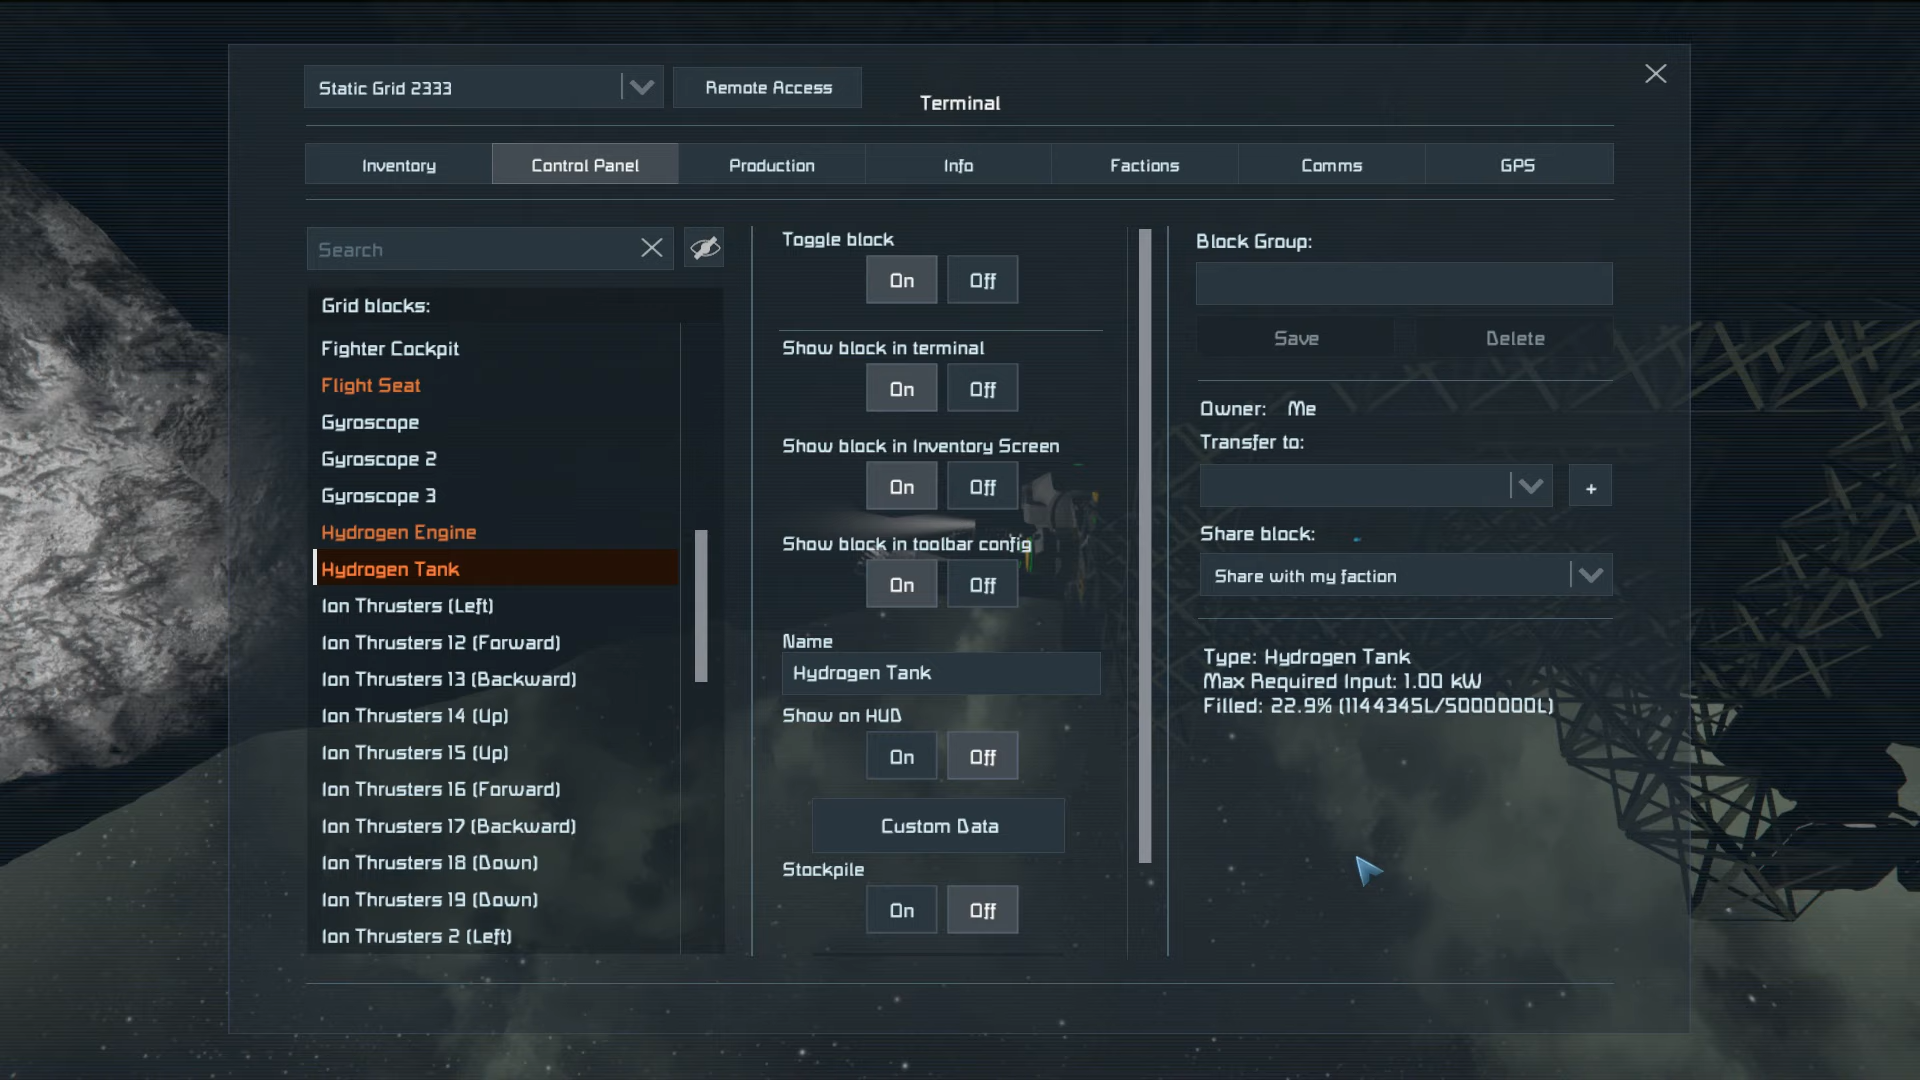 Static Grid 2333
Remote Access
Terminal
Inventory
Control Panel
Production
Info
Factions
Comms
GPS
Search
Grid blocks:
Fighter Cockpit
Flight Seat
Gyroscope
Gyroscope 2
Gyroscope 3
Hydrogen Engine
Hydrogen Tank
Ion Thrusters (Left)
Ion Thrusters 12 (Forward)
Ion Thrusters 13 (Backward)
Ion Thrusters 14 (Up)
Ion Thrusters 15 (Up)
Ion Thrusters 16 (Forward)
Ion Thrusters 17 (Backward)
Ion Thrusters 18 (Down)
Ion Thrusters 19 (Down)
Ion Thrusters 2 (Left)
Toggle block
On Off
Show block in terminal
On Off
Show block in Inventory Screen
On Off
Show block in toolbar config
On Off
Name
Hydrogen Tank
Show on HUD
On Off
Custom Data
Stockpile
On Off
Block Group:
Save Delete
Owner: Me
Transfer to:
+
Share block:
Share with my faction
Type: Hydrogen Tank
Max Required Input: 1.00 kW
Filled: 22.9% (1144345L/5000000L)